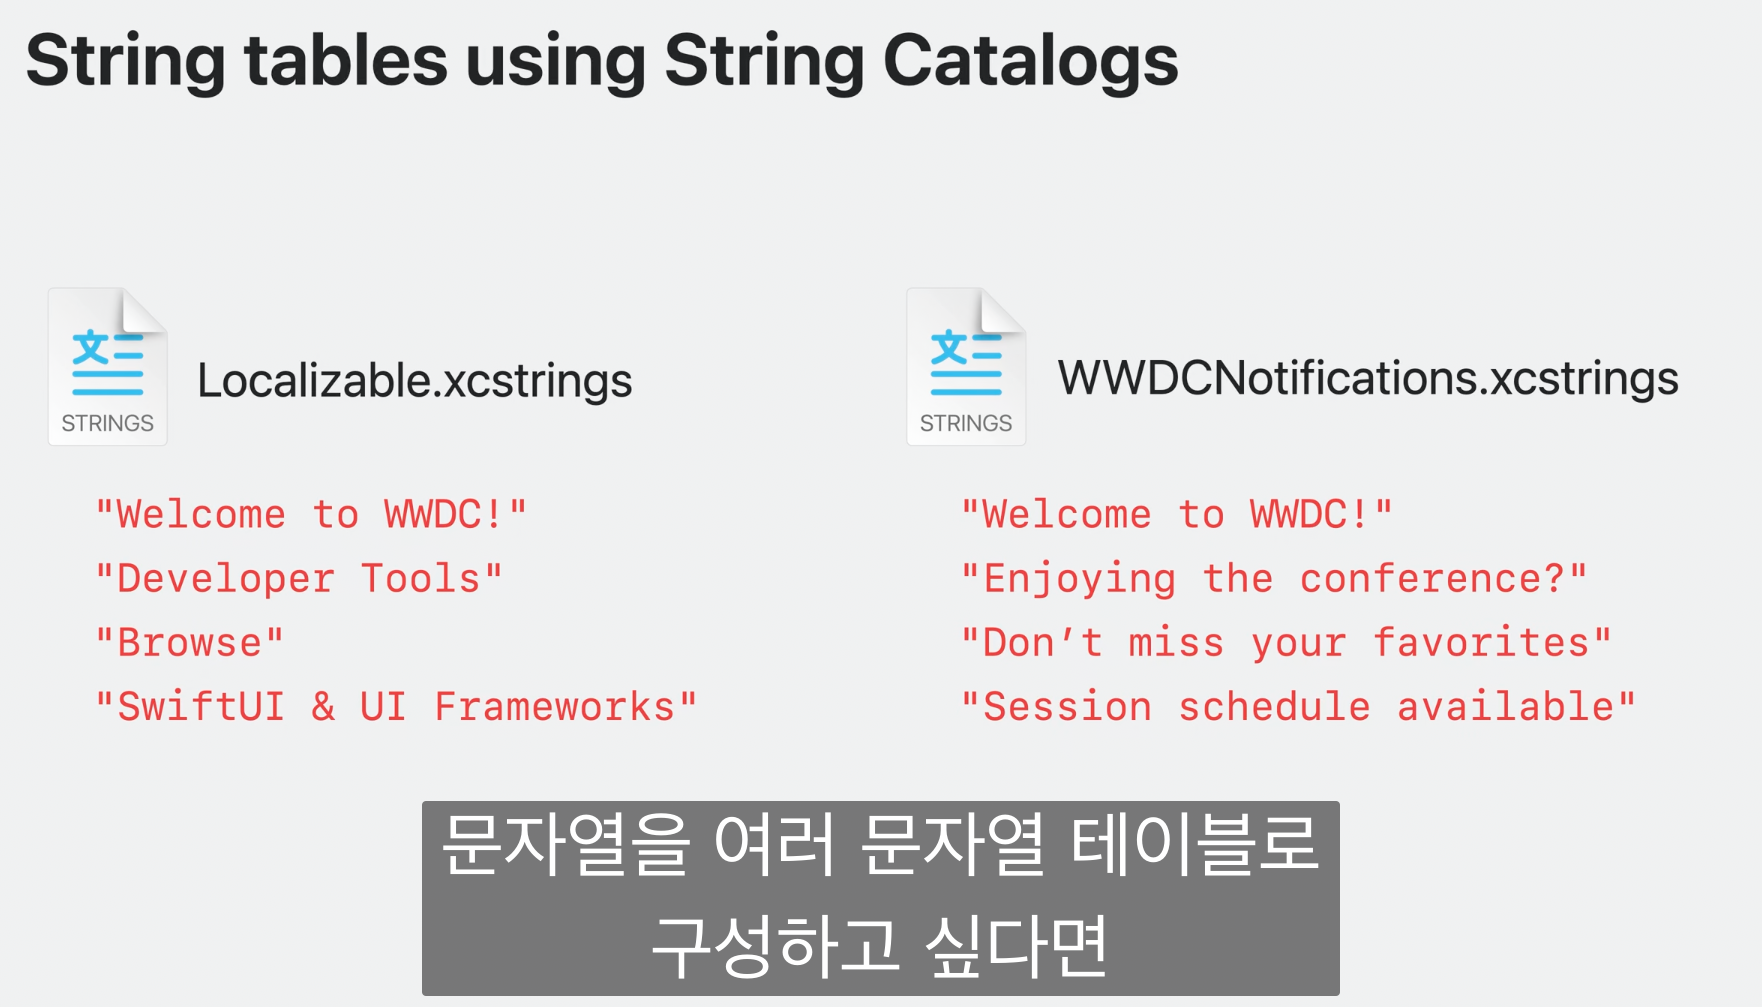 String tables using String Catalogs
STRINGS
Localizable.xcstrings
"Welcome to WWDC!"
"Developer Tools"
"Browse"
"SwiftUI & UI Frameworks"
STRINGS
WWDCNotifications.xcstrings
"Welcome to WWDC!"
"Enjoying the conference?"
"Don’t miss your favorites"
"Session schedule available"
문자열을 여러 문자열 테이블로
구성하고 싶다면